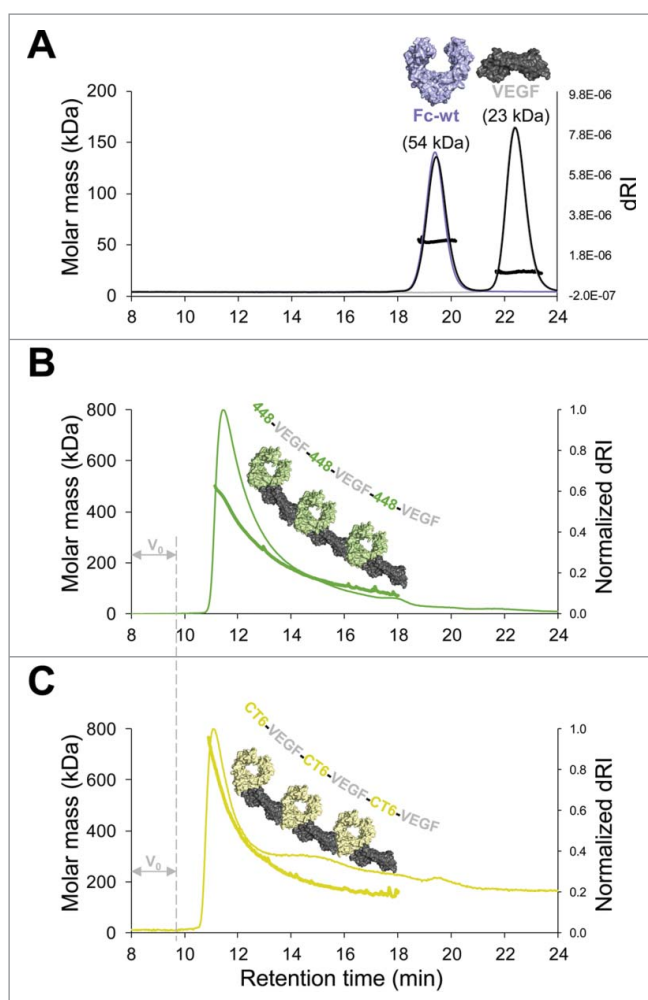 A
Fc-wt
VEGF
(54 kDa)
(23 kDa)
Molar mass (kDa)
200
150
100
50
0
9.8E-06
7.8E-06
5.8E-06
3.8E-06
1.8E-06
-2.0E-07
dRI
8 10 12 14 16 18 20 22 24
B
448-VEGF-448-VEGF-448-VEGF
Molar mass (kDa)
800
600
400
200
0
V0
1.0
0.8
0.6
0.4
0.2
0.0
Normalized dRI
8 10 12 14 16 18 20 22 24
C
CT6-VEGF-CT6-VEGF-CT6-VEGF
Molar mass (kDa)
800
600
400
200
0
V0
1.0
0.8
0.6
0.4
0.2
0.0
Normalized dRI
8 10 12 14 16 18 20 22 24
Retention time (min)